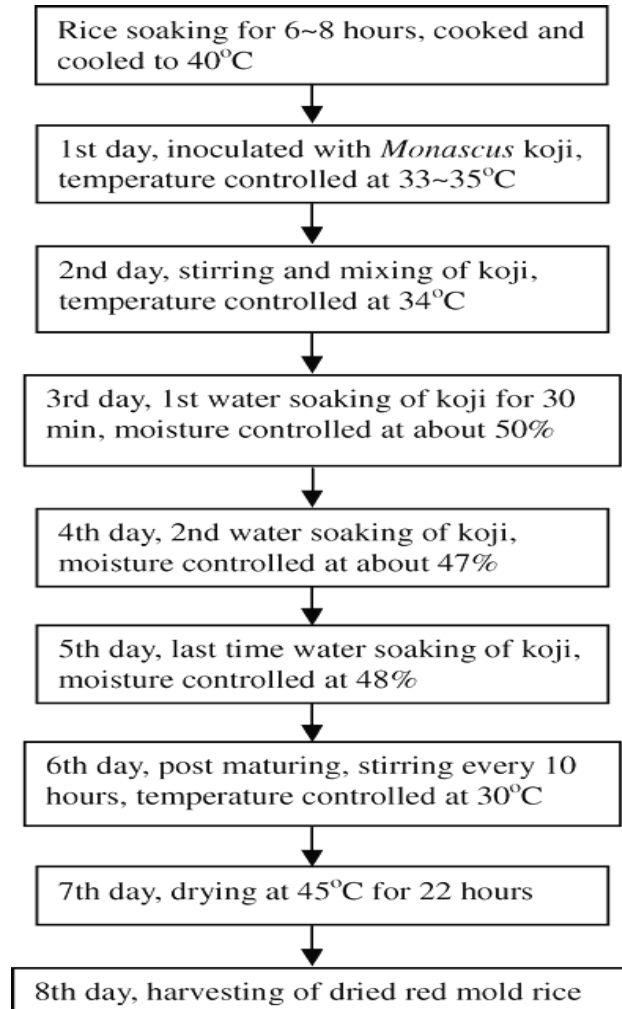 Rice soaking for 6~8 hours, cooked and
cooled to 40°C
1st day, inoculated with Monascus koji,
temperature controlled at 33~35°C
2nd day, stirring and mixing of koji,
temperature controlled at 34°C
3rd day, 1st water soaking of koji for 30
min, moisture controlled at about 50%
4th day, 2nd water soaking of koji,
moisture controlled at about 47%
5th day, last time water soaking of koji,
moisture controlled at 48%
6th day, post maturing, stirring every 10
hours, temperature controlled at 30°C
7th day, drying at 45°C for 22 hours
8th day, harvesting of dried red mold rice